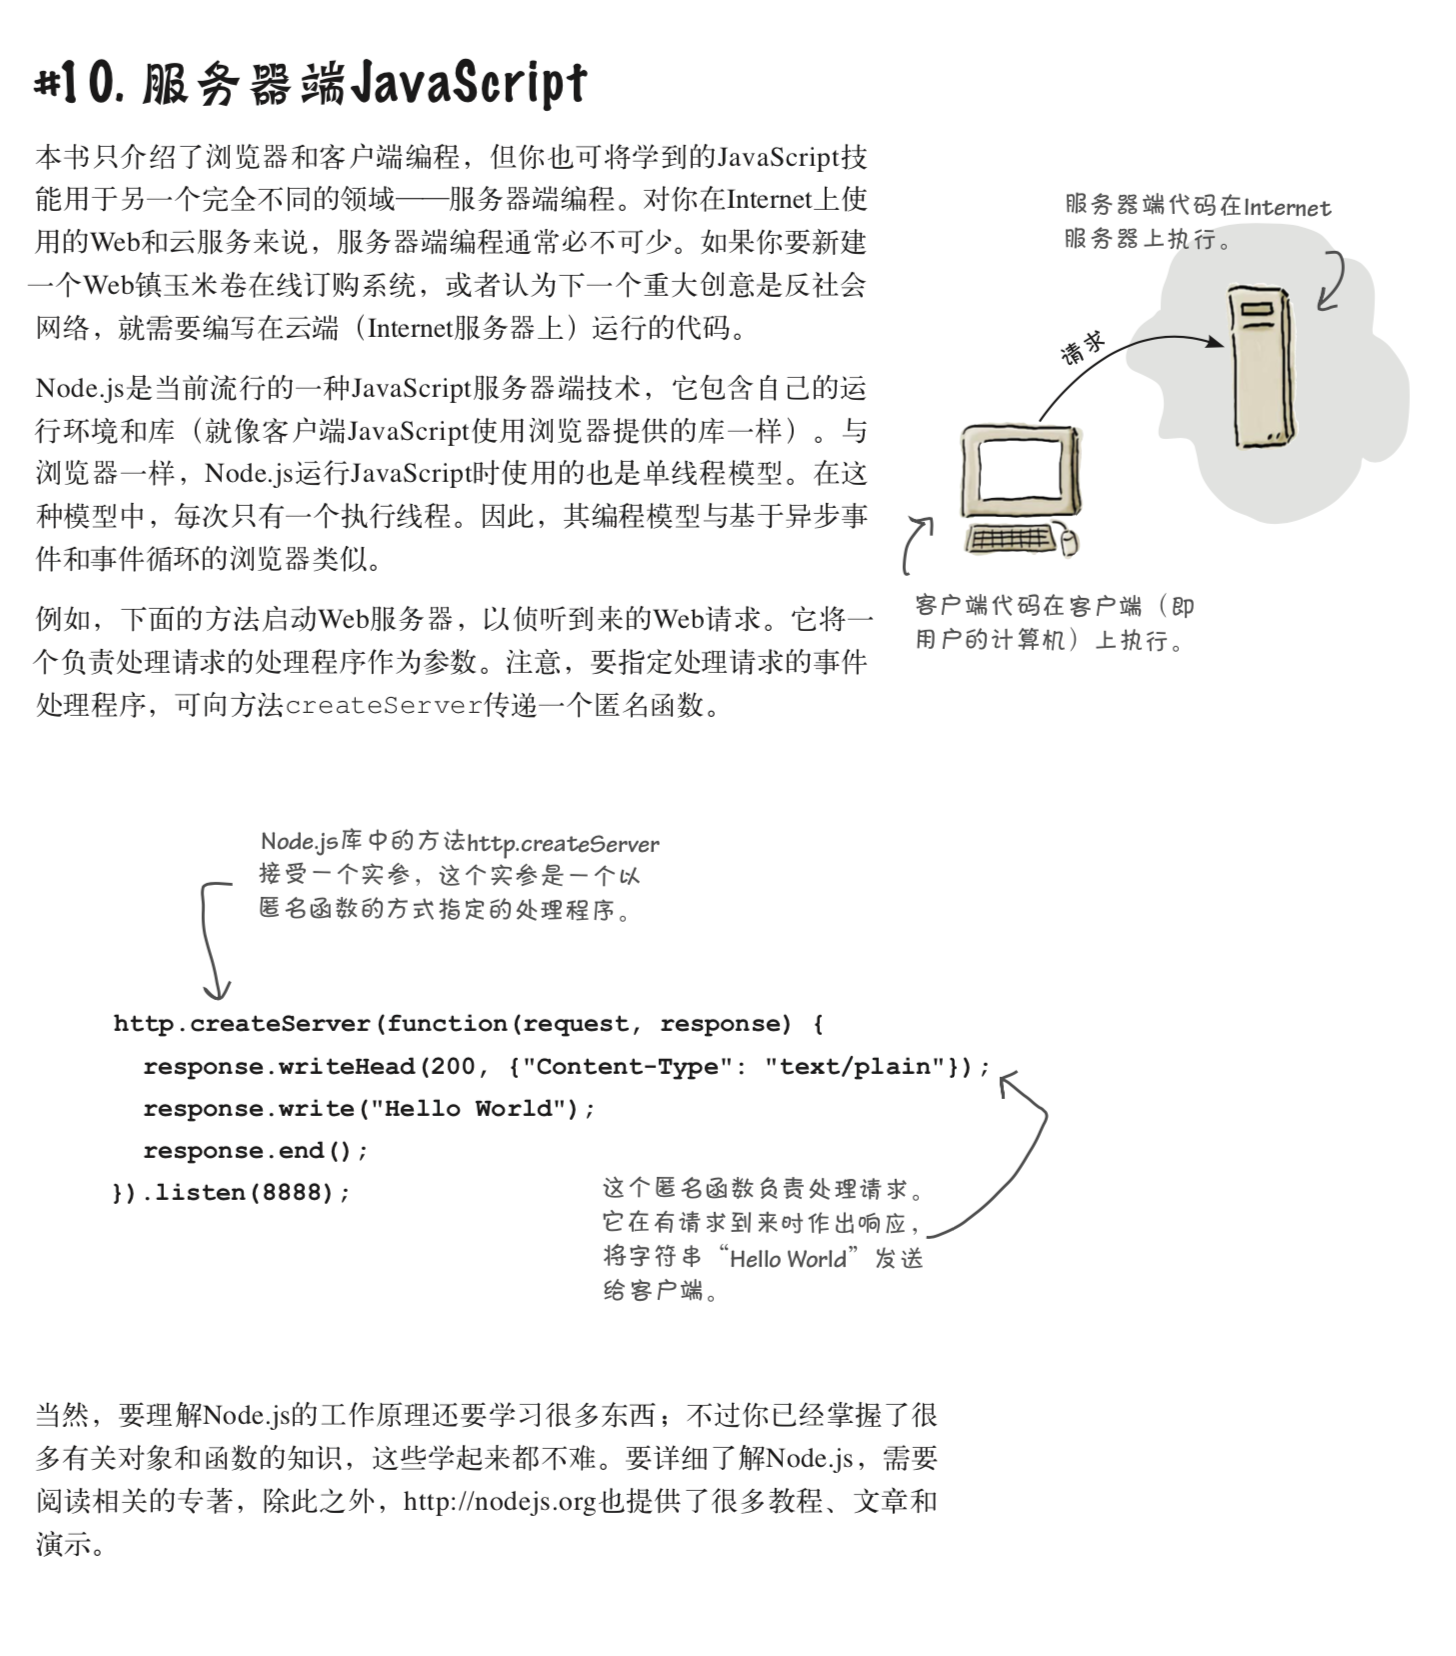 #10. 服务器端JavaScript
本书只介绍了浏览器和客户端编程，但你也可将学到的JavaScript技
能用于另一个完全不同的领域——服务器端编程。对你在Internet上使
用的Web和云服务来说，服务器端编程通常必不可少。如果你要新建
一个Web镇玉米卷在线订购系统，或者认为下一个重大创意是反社会
网络，就需要编写在云端（Internet服务器上）运行的代码。
Node.js是当前流行的一种JavaScript服务器端技术，它包含自己的运
行环境和库（就像客户端JavaScript使用浏览器提供的库一样）。与
浏览器一样，Node.js运行JavaScript时使用的也是单线程模型。在这
种模型中，每次只有一个执行线程。因此，其编程模型与基于异步事
件和事件循环的浏览器类似。
例如，下面的方法启动Web服务器，以侦听到来的Web请求。它将一
个负责处理请求的处理程序作为参数。注意，要指定处理请求的事件
处理程序，可向方法createServer传递一个匿名函数。
服务器端代码在Internet
服务器上执行。
请求
客户端代码在客户端（即
用户的计算机）上执行。
Node.js库中的方法http.createServer
接受一个实参，这个实参是一个以
匿名函数的方式指定的处理程序。
http.createServer(function(request, response) {
  response.writeHead(200, {"Content-Type": "text/plain"});
  response.write("Hello World");
  response.end();
}).listen(8888);
这个匿名函数负责处理请求。
它在有请求到来时作出响应，
将字符串“Hello World”发送
给客户端。
当然，要理解Node.js的工作原理还要学习很多东西；不过你已经掌握了很
多有关对象和函数的知识，这些学起来都不难。要详细了解Node.js，需要
阅读相关的专著，除此之外，http://nodejs.org也提供了很多教程、文章和
演示。